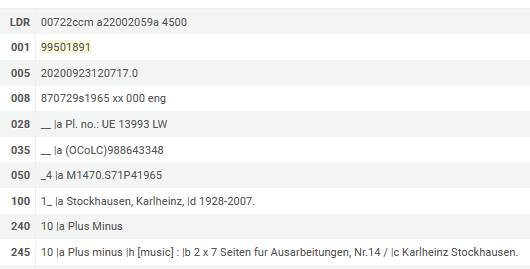 LDR 00722ccm a22002059a 4500
001 99501891
005 20200923120717.0
008 870729s1965 xx 000 eng
028 __ |a Pl. no.: UE 13993 LW
035 __ |a (OCoLC)988643348
050 _4 |a M1470.S71P41965
100 1_ |a Stockhausen, Karlheinz, |d 1928-2007.
240 10 |a Plus Minus
245 10 |a Plus minus |h [music] : |b 2 x 7 Seiten fur Ausarbeitungen, Nr.14 / |c Karlheinz Stockhausen.